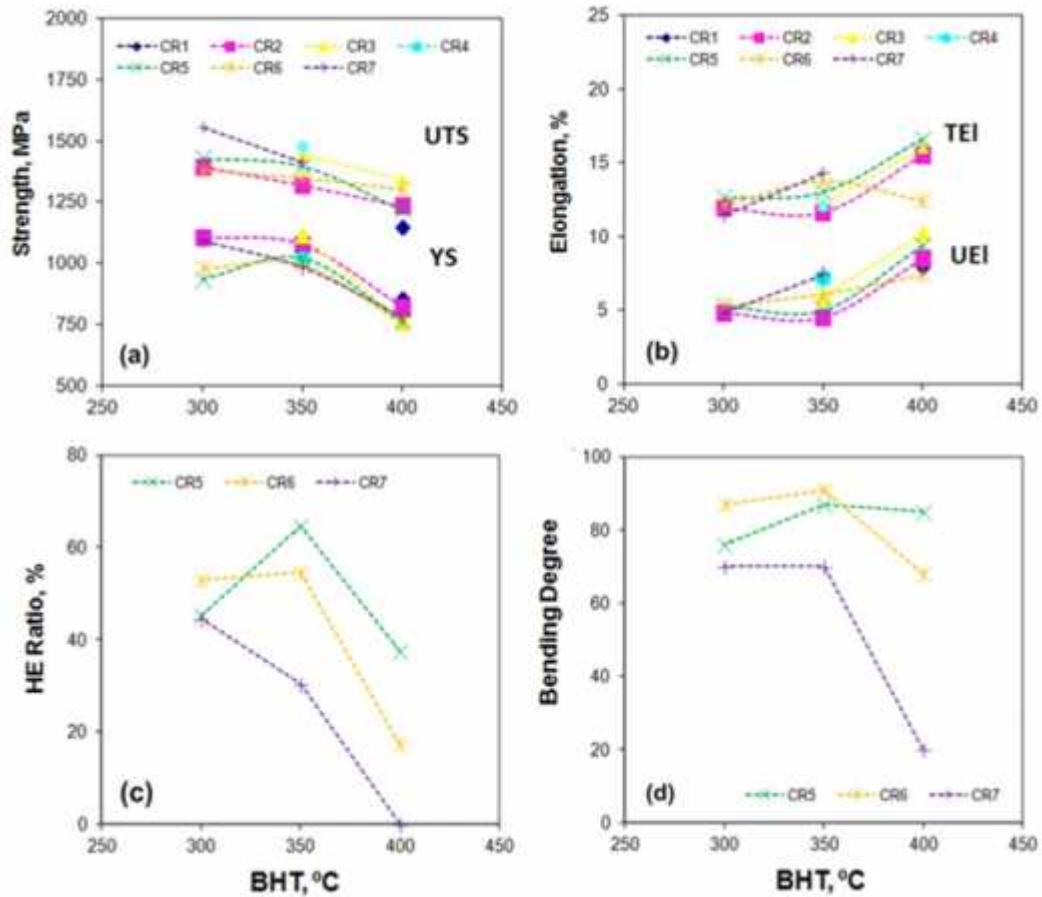 2000
1750
1500
1250
1000
750
500
Strength, MPa
CR1 CR2 CR3 CR4
CR5 CR6 CR7
UTS
YS
(a)
250 300 350 400 450
25
20
15
10
5
0
Elongation, %
CR1 CR2 CR3 CR4
CR5 CR6 CR7
TEl
UEl
(b)
250 300 350 400 450
80
60
40
20
0
HE Ratio, %
CR5 CR6 CR7
(c)
250 300 350 400 450
BHT, ºC
100
80
60
40
20
0
Bending Degree
(d)
CR5 CR6 CR7
250 300 350 400 450
BHT, ºC